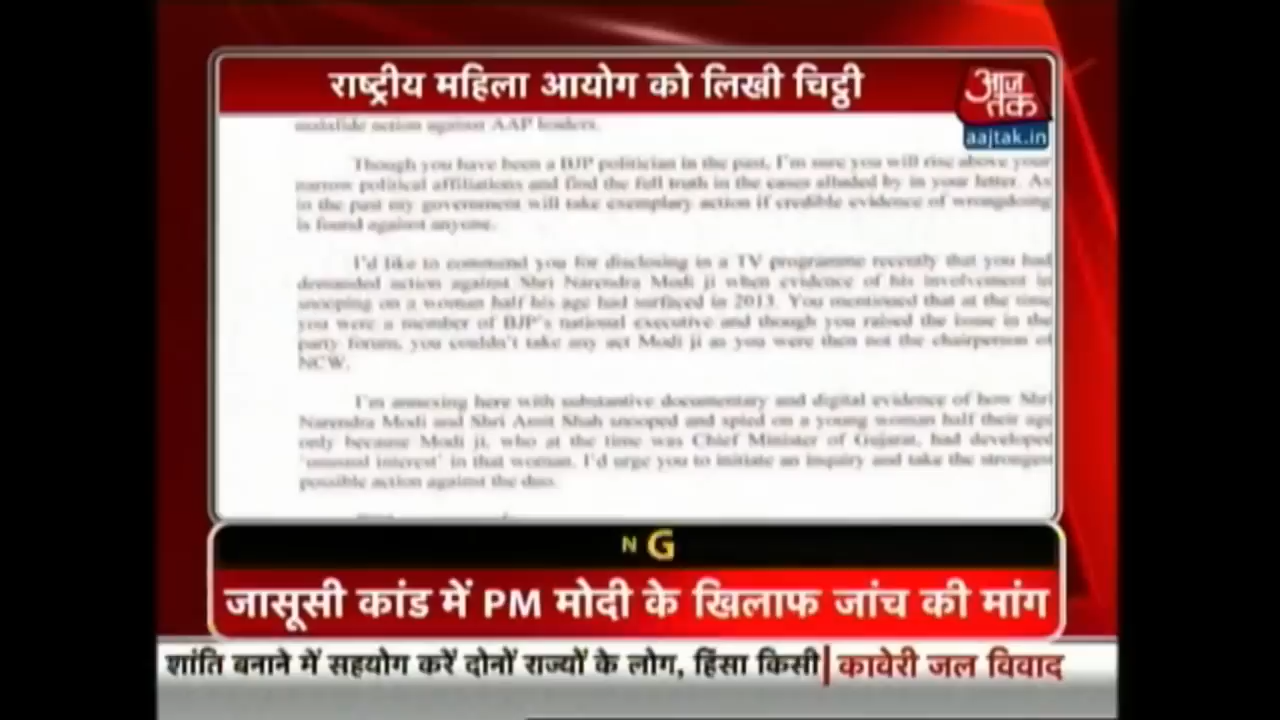 राष्ट्रीय महिला आयोग को लिखी चिट्ठी
आज
तक
aajtak.in
malafide action against AAP leaders.
Though you have been a BJP politician in the past, I'm sure you will rise above your
narrow political affiliations and find the full truth in the cases alluded by in your letter. As
in the past my government will take exemplary action if credible evidence of wrongdoing
is found against anyone.
I'd like to commend you for disclosing in a TV programme recently that you had
demanded action against Shri Narendra Modi ji when evidence of his involvement in
snooping on a woman half his age had surfaced in 2013. You mentioned that at the time
you were a member of BJP's national executive and though you raised the issue in the
party forum, you couldn't take any act Modi ji as you were then not the chairperson of
NCW.
I'm annexing here with substantive documentary and digital evidence of how Shri
Narendra Modi and Shri Amit Shah snooped and spied on a young woman half their age
only because Modi ji, who at the time was Chief Minister of Gujarat, had developed
'unusual interest' in that woman. I'd urge you to initiate an inquiry and take the strongest
possible action against the duo.
N G
जासूसी कांड में PM मोदी के खिलाफ जांच की मांग
शांति बनाने में सहयोग करें दोनों राज्यों के लोग, हिंसा किसी
कावेरी जल विवाद